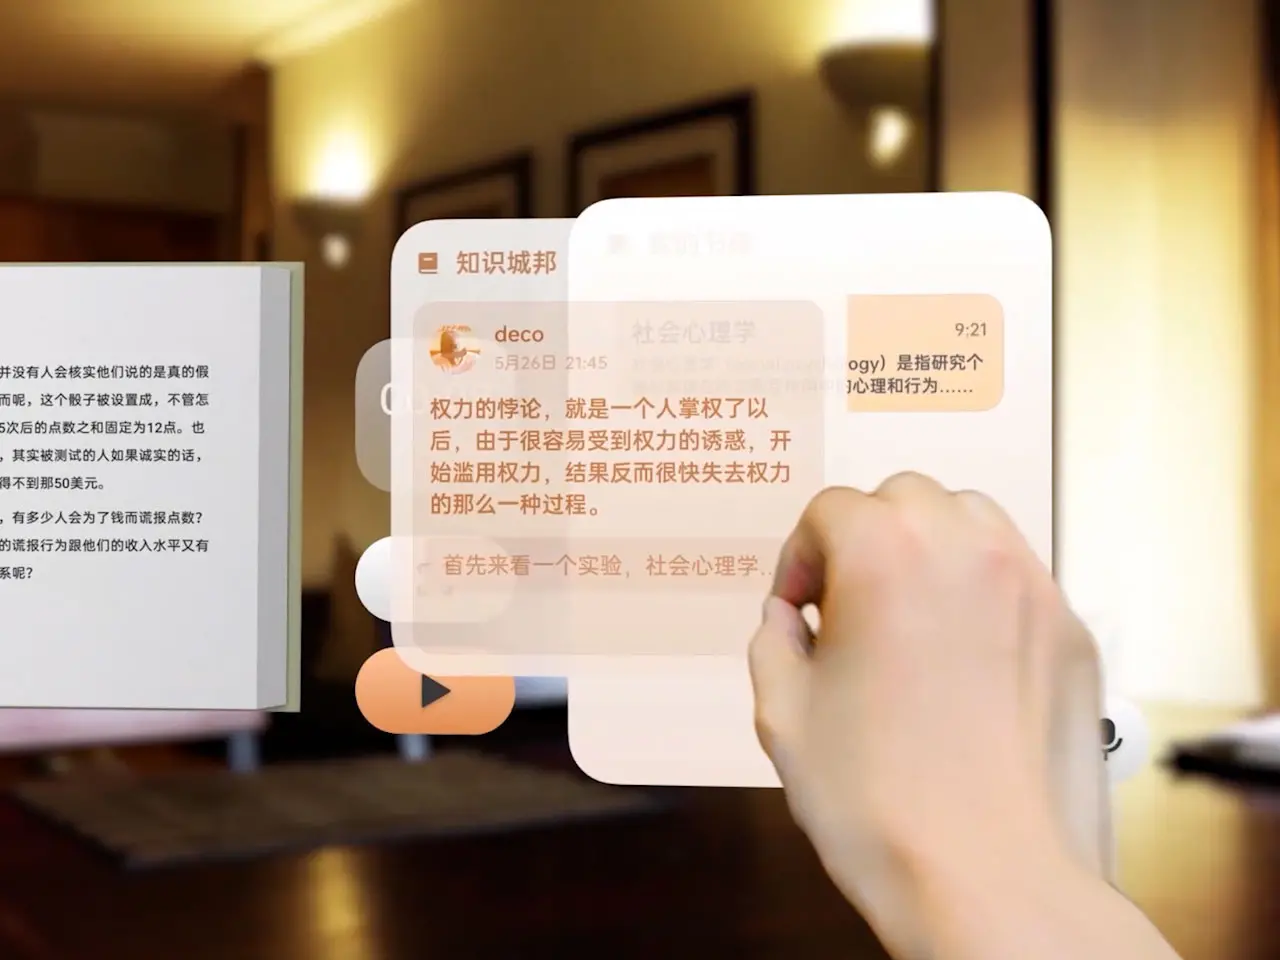 并没有人会核实他们说的是真的假
而呢，这个骰子被设置成，不管怎
5次后的点数之和固定为12点。也
，其实被测试的人如果诚实的话，
得不到那50美元。
，有多少人会为了钱而谎报点数？
的谎报行为跟他们的收入水平又有
系呢？
知识城邦
deco
5月26日 21:45
权力的悖论，就是一个人掌权了以
后，由于很容易受到权力的诱惑，开
始滥用权力，结果反而很快失去权力
的那么一种过程。
首先来看一个实验，社会心理学...
社会心理学
9:21
ogy）是指研究个
的心理和行为......